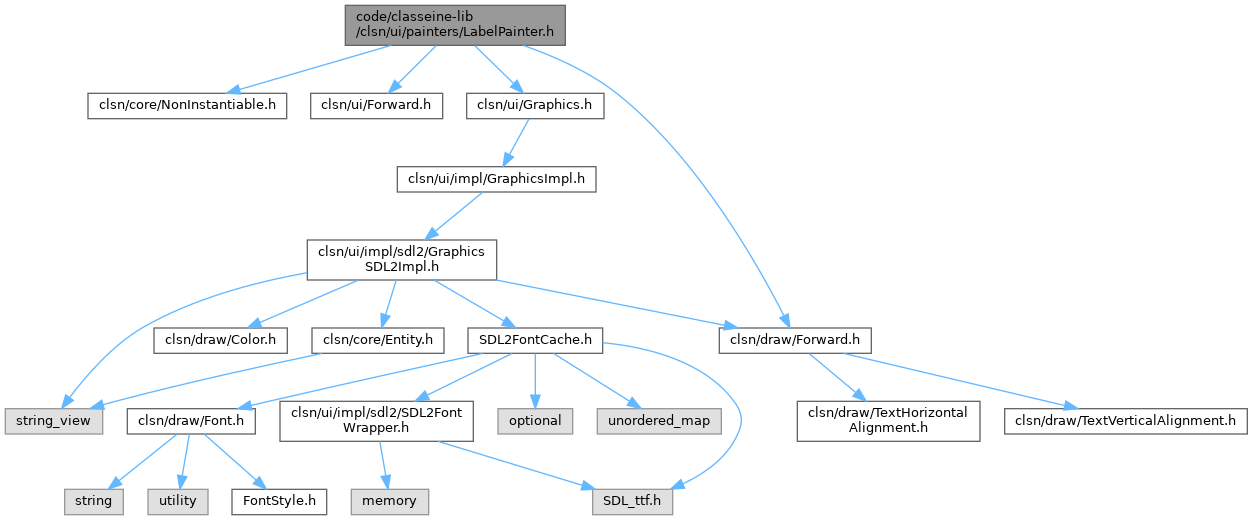 code/classeine-lib
/clsn/ui/painters/LabelPainter.h
clsn/core/NonInstantiable.h
clsn/ui/Forward.h
clsn/ui/Graphics.h
clsn/ui/impl/GraphicsImpl.h
clsn/ui/impl/sdl2/Graphics
SDL2Impl.h
clsn/draw/Color.h
clsn/core/Entity.h
SDL2FontCache.h
clsn/draw/Forward.h
string_view
clsn/draw/Font.h
clsn/ui/impl/sdl2/SDL2Font
Wrapper.h
optional
unordered_map
clsn/draw/TextHorizontal
Alignment.h
clsn/draw/TextVerticalAlignment.h
string
utility
FontStyle.h
memory
SDL_ttf.h